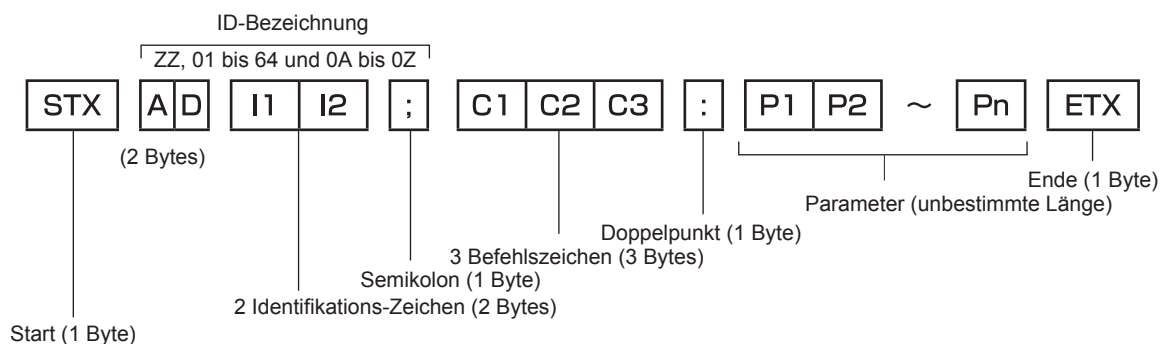 ID-Bezeichnung
ZZ, 01 bis 64 und 0A bis 0Z
STX A D I1 I2 ; C1 C2 C3 : P1 P2 ~ Pn ETX
(2 Bytes)
Ende (1 Byte)
Parameter (unbestimmte Länge)
Doppelpunkt (1 Byte)
3 Befehlszeichen (3 Bytes)
Semikolon (1 Byte)
2 Identifikations-Zeichen (2 Bytes)
Start (1 Byte)